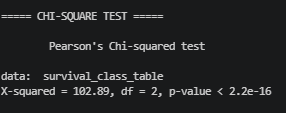 ===== CHI-SQUARE TEST =====
Pearson's Chi-squared test
data:  survival_class_table
X-squared = 102.89, df = 2, p-value < 2.2e-16